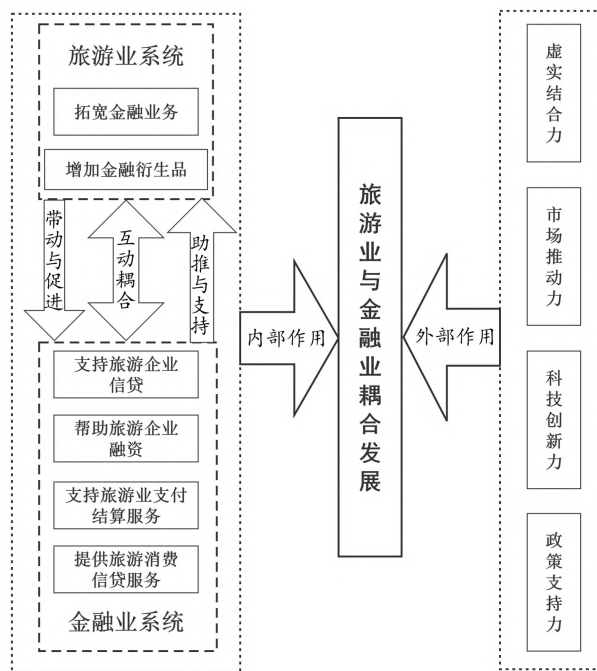 旅游业系统
拓宽金融业务
增加金融衍生品
带动与促进
互动耦合
助推与支持
支持旅游企业
信贷
帮助旅游企业
融资
支持旅游业支付
结算服务
提供旅游消费
信贷服务
金融业系统
内部作用
旅游业与金融业耦合发展
外部作用
虚实结合力
市场推动力
科技创新力
政策支持力